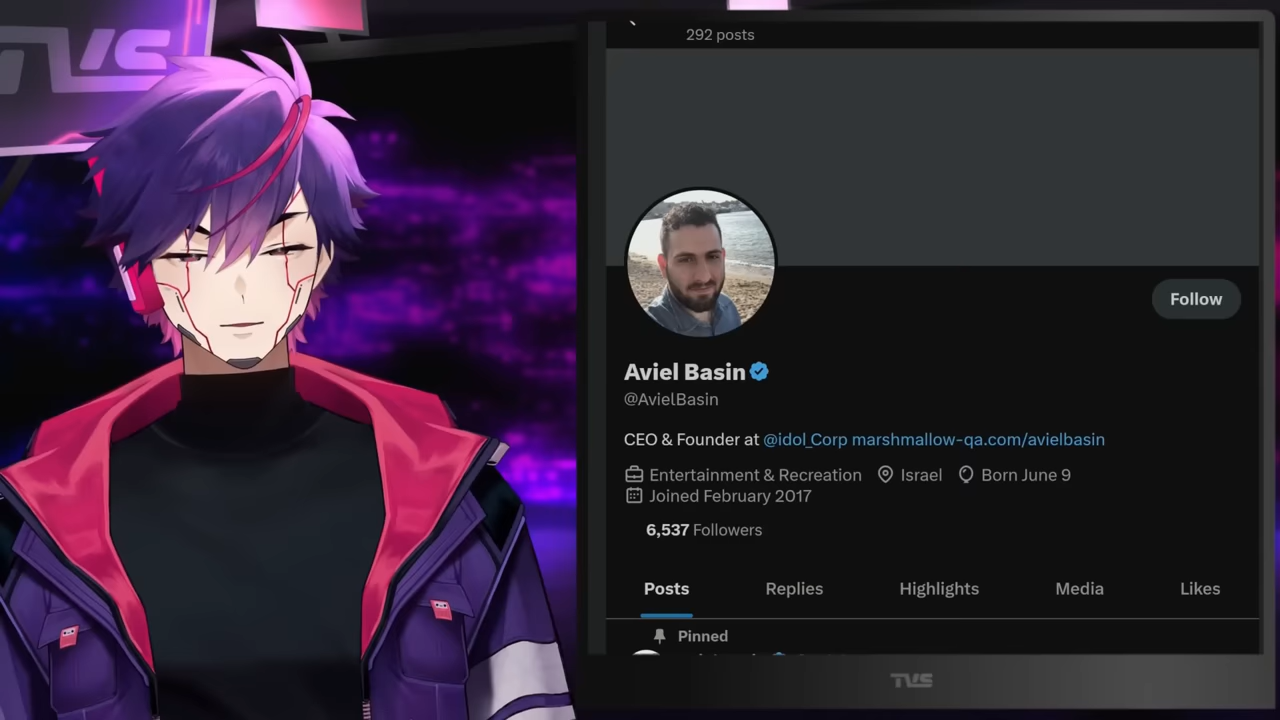 TVS
292 posts
Follow
Aviel Basin
@AvielBasin
CEO & Founder at @idol_Corp marshmallow-qa.com/avielbasin
Entertainment & Recreation Israel Born June 9
Joined February 2017
6,537 Followers
Posts Replies Highlights Media Likes
Pinned
TVS